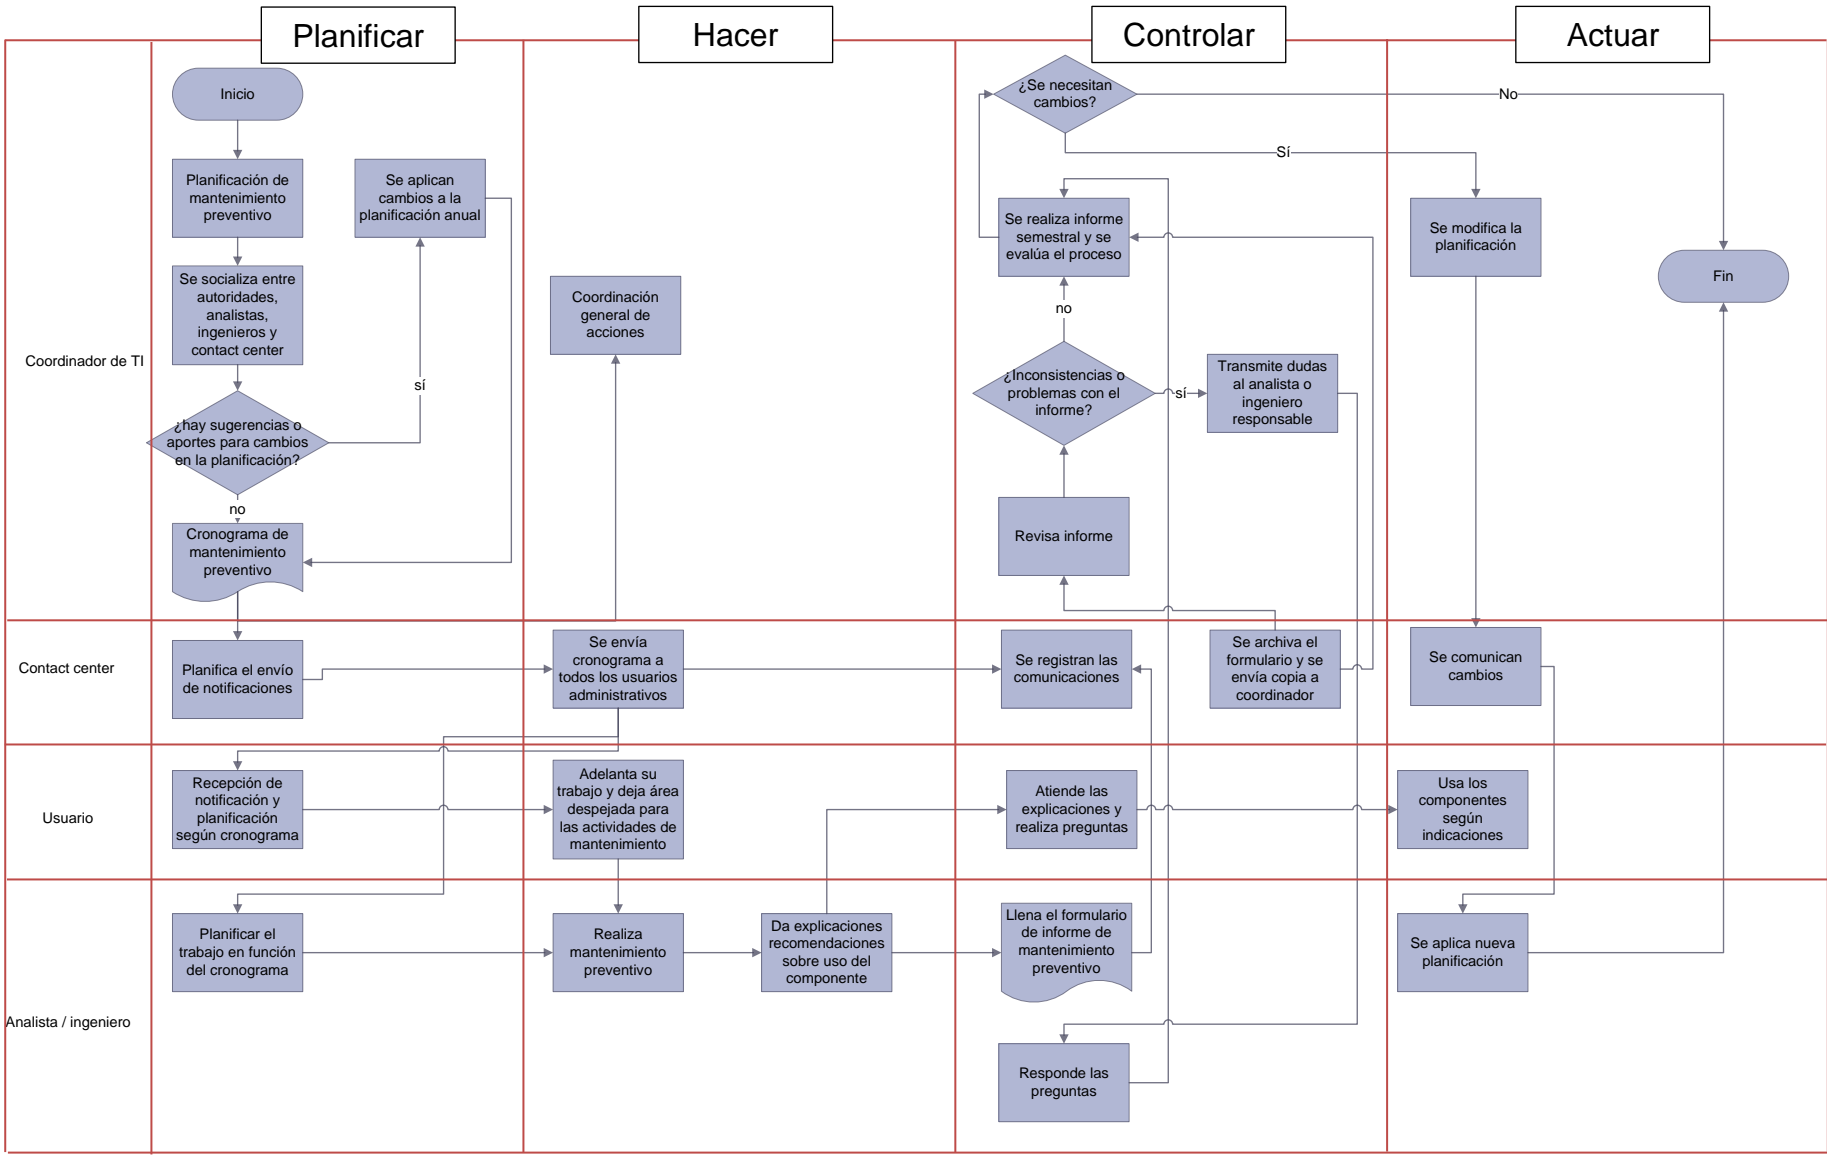 Planificar
Hacer
Controlar
Actuar
Coordinador de TI
Inicio
Planificación de
mantenimiento
preventivo
Se aplican
cambios a la
planificación anual
Se socializa entre
autoridades,
analistas,
ingenieros y
contact center
sí
¿hay sugerencias o
aportes para cambios
en la planificación?
no
Cronograma de
mantenimiento
preventivo
Coordinación
general de
acciones
¿Se necesitan
cambios?
No
Sí
Se realiza informe
semestral y se
evalúa el proceso
no
¿Inconsistencias o
problemas con el
informe?
sí
Transmite dudas
al analista o
ingeniero
responsable
Revisa informe
Se modifica la
planificación
Fin
Contact center
Planifica el envío
de notificaciones
Se envía
cronograma a
todos los usuarios
administrativos
Se registran las
comunicaciones
Se archiva el
formulario y se
envía copia a
coordinador
Se comunican
cambios
Usuario
Recepción de
notificación y
planificación
según cronograma
Adelanta su
trabajo y deja área
despejada para
las actividades de
mantenimiento
Atiende las
explicaciones y
realiza preguntas
Usa los
componentes
según
indicaciones
Analista / ingeniero
Planificar el
trabajo en función
del cronograma
Realiza
mantenimiento
preventivo
Da explicaciones
recomendaciones
sobre uso del
componente
Llena el formulario
de informe de
mantenimiento
preventivo
Se aplica nueva
planificación
Responde las
preguntas